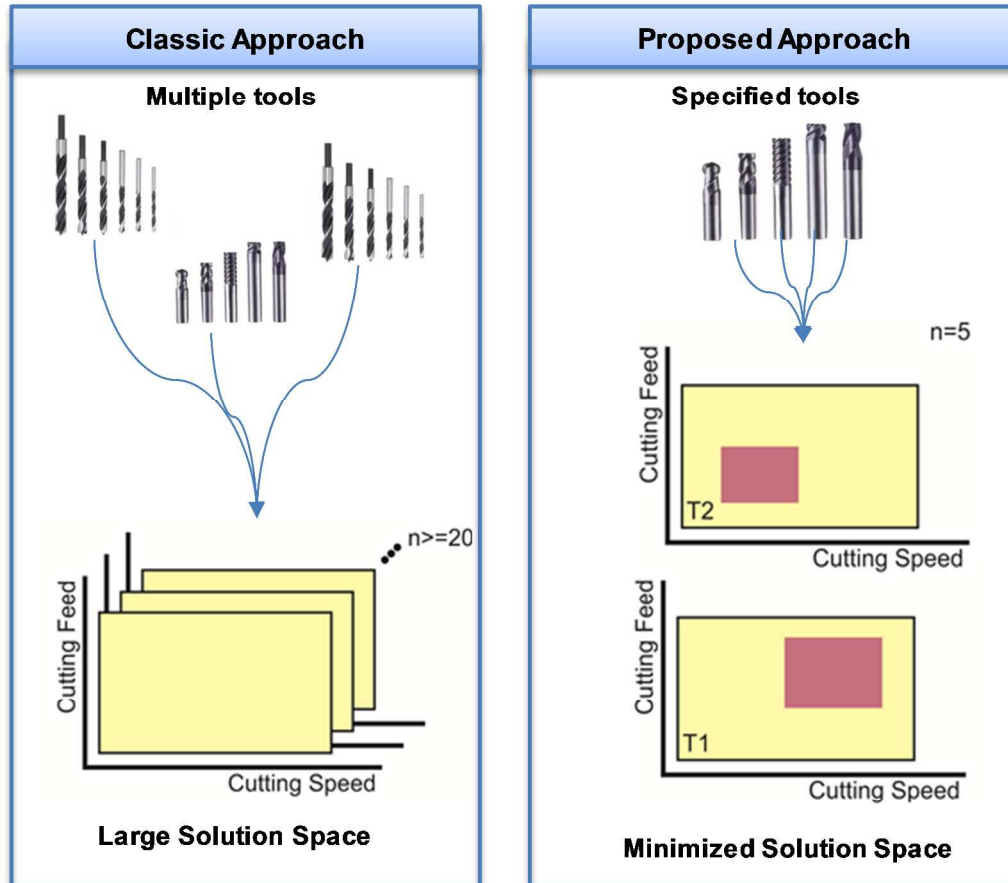 Classic Approach
Multiple tools
n>=20
Cutting Feed
Cutting Speed
Large Solution Space
Proposed Approach
Specified tools
n=5
Cutting Feed
T2
Cutting Speed
Cutting Feed
T1
Cutting Speed
Minimized Solution Space